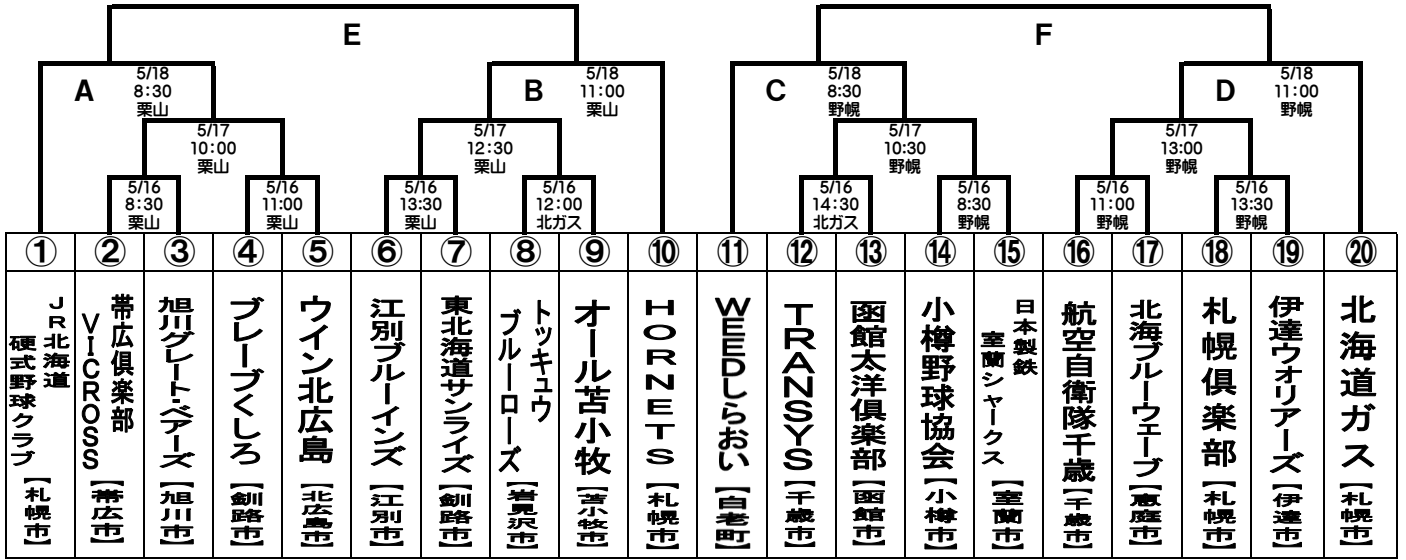 E
F
A
5/18
8:30
栗山
B
5/18
11:00
栗山
C
5/18
8:30
野幌
D
5/18
11:00
野幌
5/17
10:00
栗山
5/17
12:30
栗山
5/17
10:30
野幌
5/17
13:00
野幌
5/16
8:30
栗山
5/16
11:00
栗山
5/16
13:30
栗山
5/16
12:00
北ガス
5/16
14:30
北ガス
5/16
8:30
野幌
5/16
11:00
野幌
5/16
13:30
野幌
①
JR北海道
硬式野球クラブ
【札幌市】
②
帯広倶楽部
VICROSS
【帯広市】
③
旭川グレート・ベアーズ
【旭川市】
④
ブレーブくしろ
【釧路市】
⑤
ウイン北広島
【北広島市】
⑥
江別ブルーインズ
【江別市】
⑦
東北海道サンライズ
【釧路市】
⑧
トッキュウ
ブルーローズ
【岩見沢市】
⑨
オール苫小牧
【苫小牧市】
⑩
HORNETS
【札幌市】
⑪
WEEDしらおい
【白老町】
⑫
TRANSYS
【千歳市】
⑬
函館太洋倶楽部
【函館市】
⑭
小樽野球協会
【小樽市】
⑮
日本製鉄
室蘭シャークス
【室蘭市】
⑯
航空自衛隊千歳
【千歳市】
⑰
北海ブルーウェーブ
【恵庭市】
⑱
札幌倶楽部
【札幌市】
⑲
伊達ウオリアーズ
【伊達市】
⑳
北海道ガス
【札幌市】